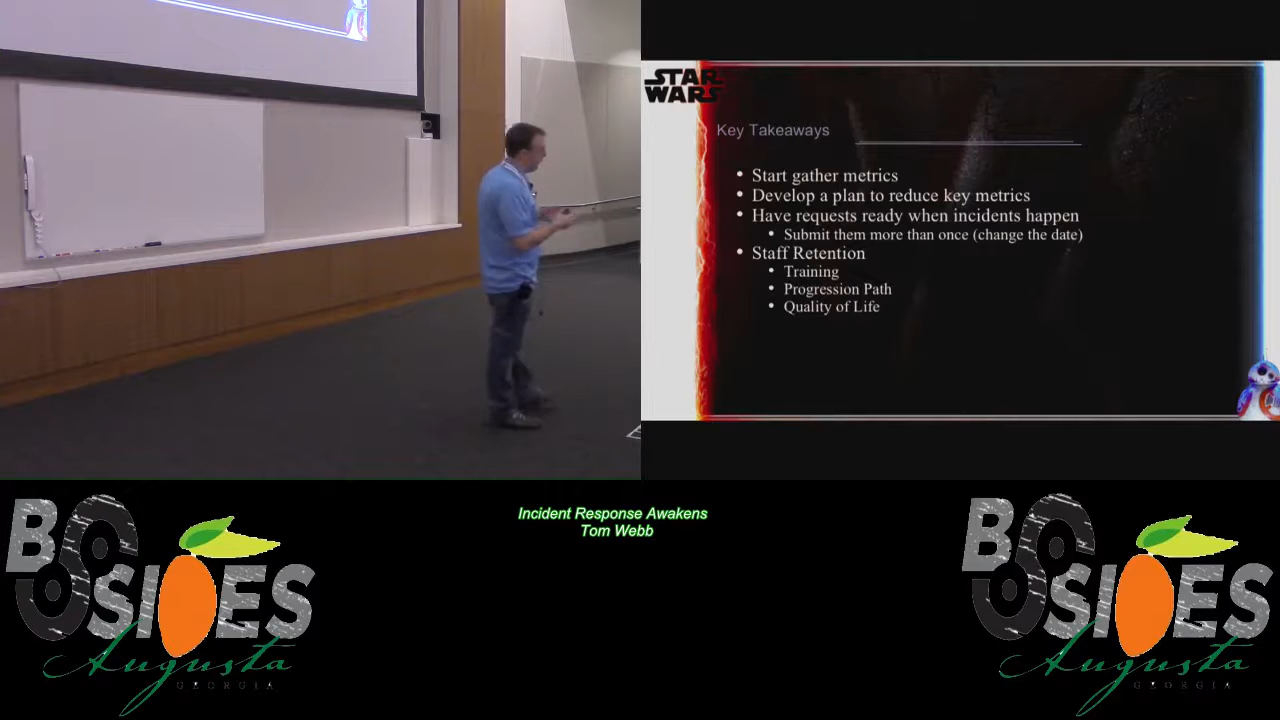 STAR
WARS
Key Takeaways
• Start gather metrics
• Develop a plan to reduce key metrics
• Have requests ready when incidents happen
• Submit them more than once (change the date)
• Staff Retention
• Training
• Progression Path
• Quality of Life
Incident Response Awakens
Tom Webb
BSIDES
Augusta
GEORGIA
BSIDES
Augusta
GEORGIA